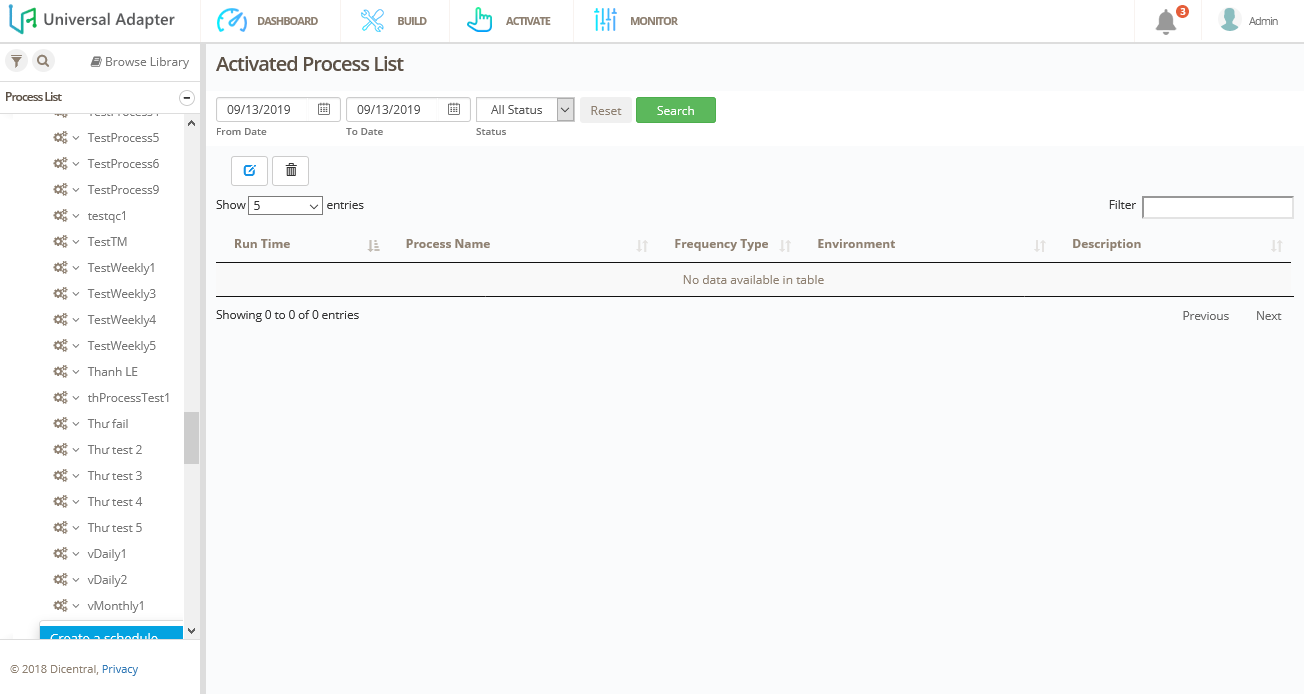 Universal Adapter
DASHBOARD
BUILD
ACTIVATE
MONITOR
3
Admin
Browse Library
Process List
TestProcess5
TestProcess6
TestProcess9
testqc1
TestTM
TestWeekly1
TestWeekly3
TestWeekly4
TestWeekly5
Thanh LE
thProcessTest1
Thư fail
Thư test 2
Thư test 3
Thư test 4
Thư test 5
vDaily1
vDaily2
vMonthly1
Create a schedule
© 2018 Dicentral, Privacy
Activated Process List
09/13/2019 09/13/2019 All Status Reset Search
From Date To Date Status
Show 5 entries Filter
Run Time Process Name Frequency Type Environment Description
No data available in table
Showing 0 to 0 of 0 entries Previous Next